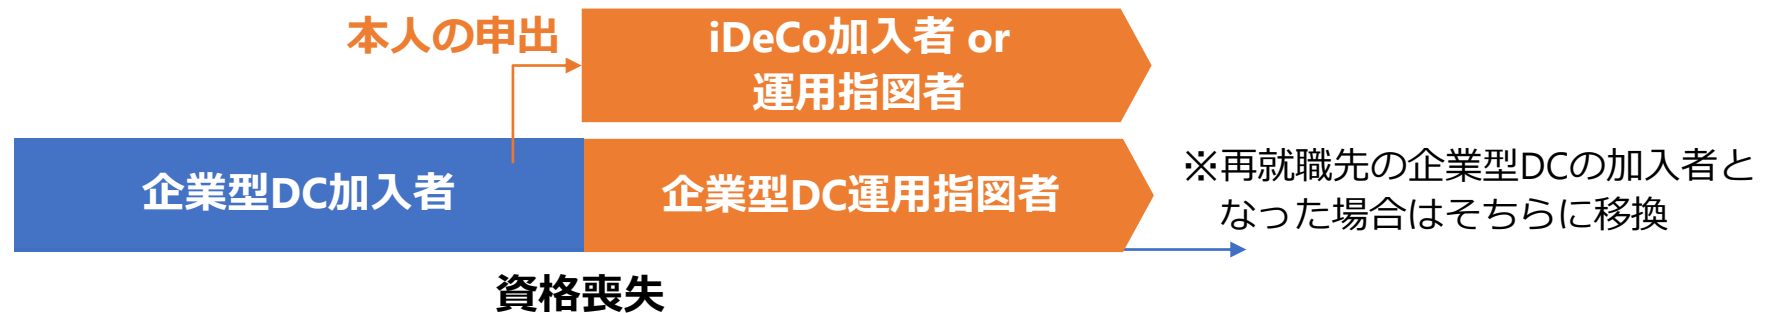 本人の申出
iDeCo加入者 or
運用指図者
企業型DC加入者
企業型DC運用指図者
※再就職先の企業型DCの加入者と
なった場合はそちらに移換
資格喪失